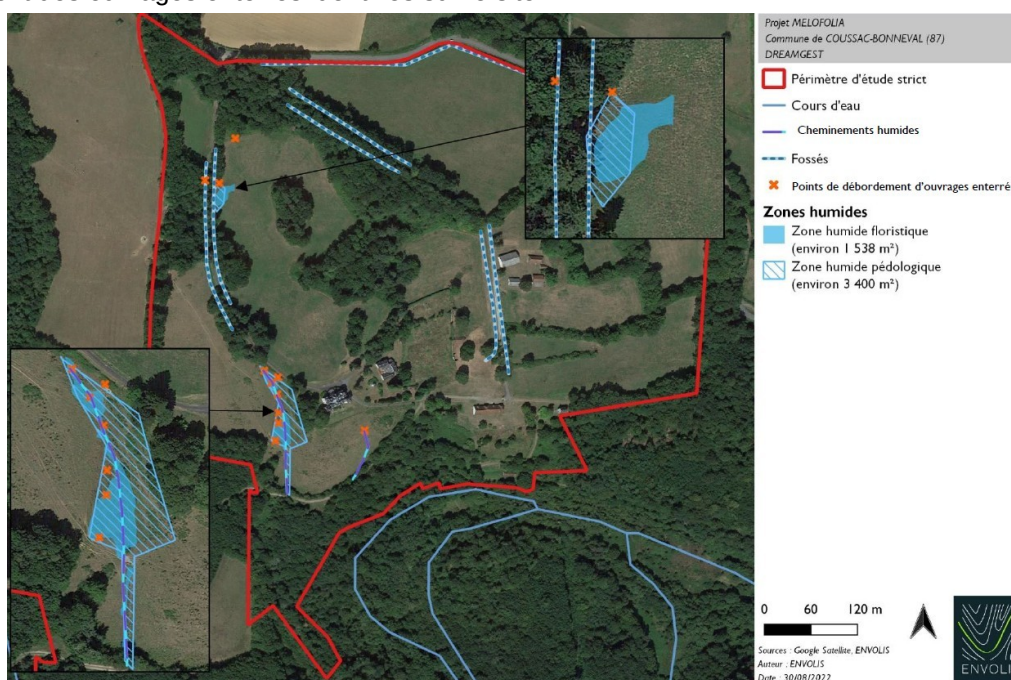 Projet MELOFOLIA
Commune de COUSSAC-BONNEVAL (87)
DREAMGEST
Périmètre d'étude strict
Cours d'eau
Cheminements humides
Fossés
Points de débordement d'ouvrages enterré
Zones humides
Zone humide floristique
(environ 1 538 m²)
Zone humide pédologique
(environ 3 400 m²)
0 60 120 m
Sources : Google Satellite, ENVOLIS
Auteur : ENVOLIS
Date : 30/08/2022
ENVOLI